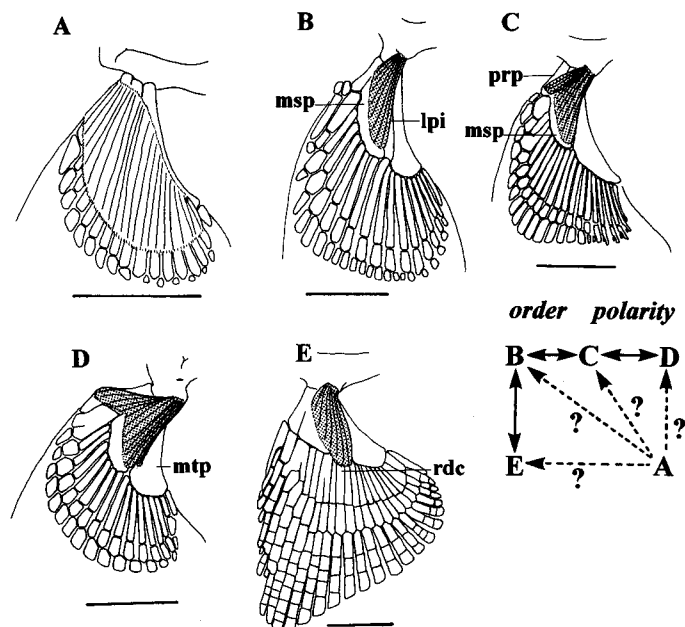 A
B
C
msp
lpi
prp
msp
D
E
mtp
rdc
order polarity
B C D
? ? ?
E ? A